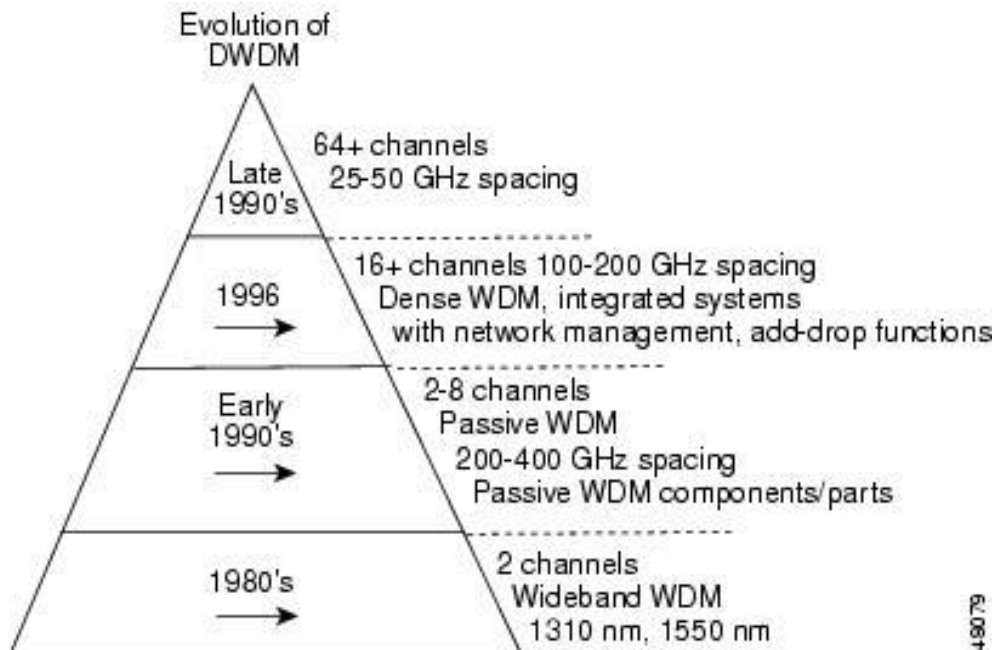 Evolution of
DWDM
Late
1990's
64+ channels
25-50 GHz spacing
1996
16+ channels 100-200 GHz spacing
Dense WDM, integrated systems
with network management, add-drop functions
Early
1990's
2-8 channels
Passive WDM
200-400 GHz spacing
Passive WDM components/parts
1980's
2 channels
Wideband WDM
1310 nm, 1550 nm
49079